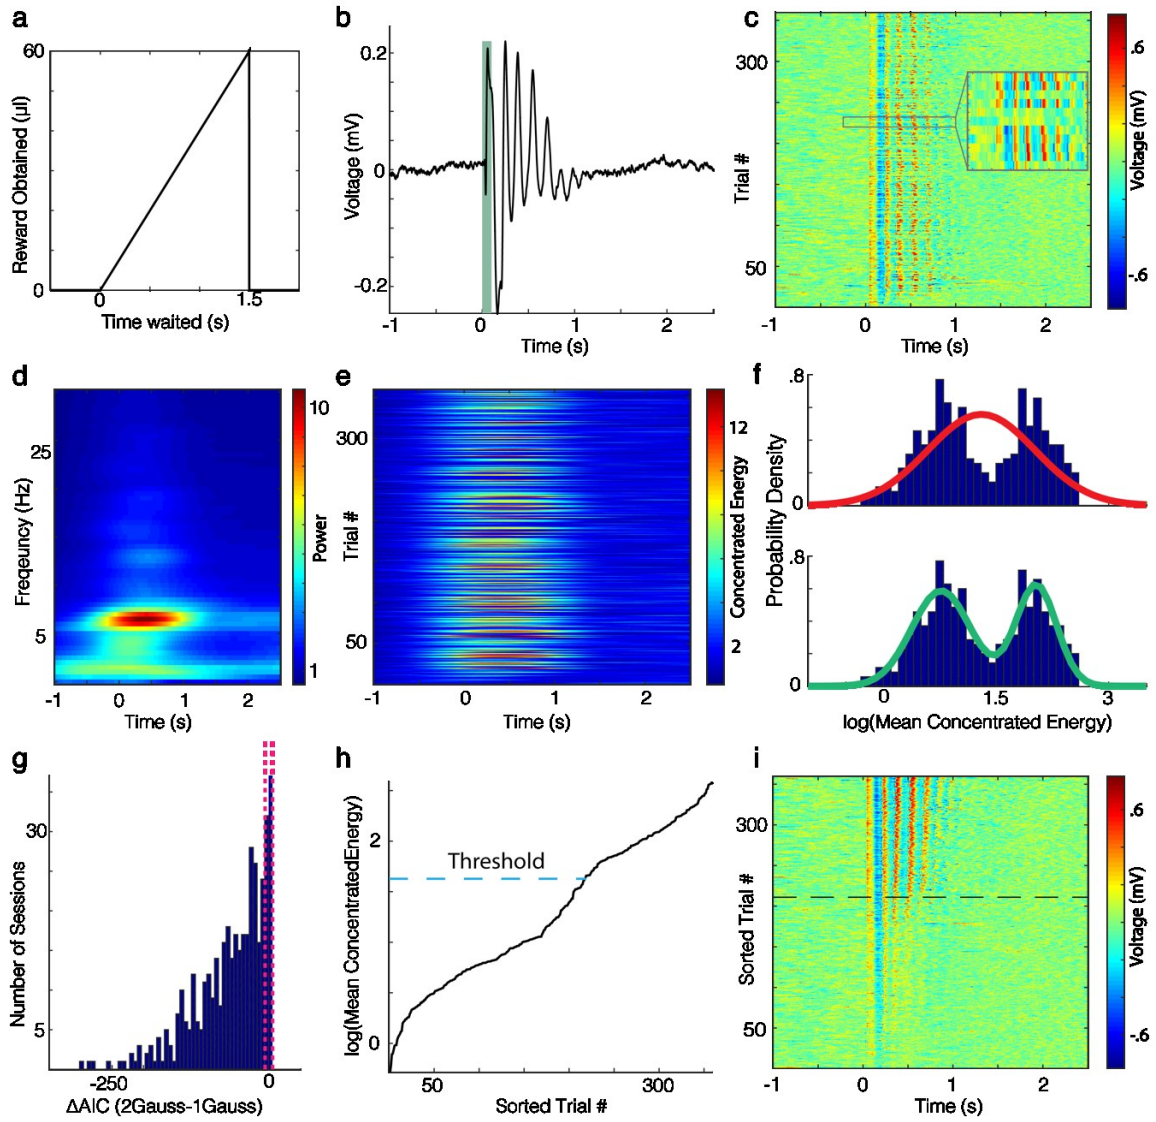 a
60
Reward Obtained (µl)
0
0
1.5
Time waited (s)
b
0.2
0
-0.2
Voltage (mV)
-1
0
1
2
Time (s)
c
300
50
Trial #
-1
0
1
2
Time (s)
.6
-.6
Voltage (mV)
d
25
5
Freqeuncy (Hz)
-1
0
1
2
Time (s)
10
1
Power
e
300
50
Trial #
-1
0
1
2
Time (s)
12
2
Concentrated Energy
f
.8
0
.8
0
Probability Density
0
1.5
3
log(Mean Concentrated Energy)
g
30
5
Number of Sessions
-250
0
ΔAIC (2Gauss-1Gauss)
h
2
0
log(Mean ConcentratedEnergy)
Threshold
50
300
Sorted Trial #
i
300
50
Sorted Trial #
-1
0
1
2
Time (s)
.6
-.6
Voltage (mV)